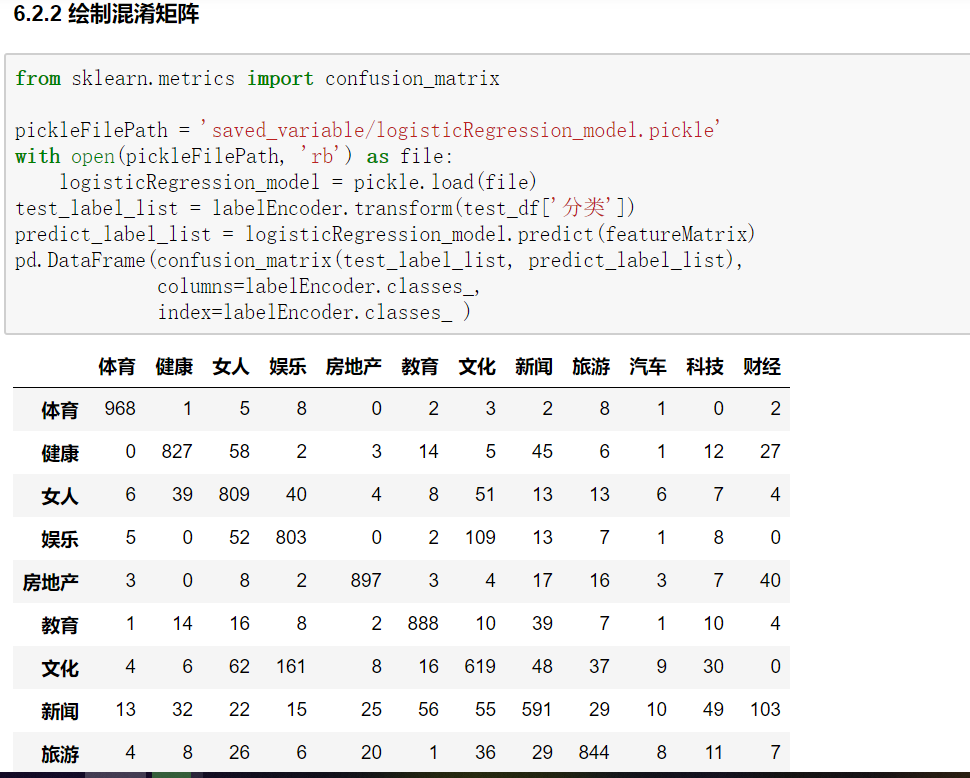 6.2.2 绘制混淆矩阵
from sklearn.metrics import confusion_matrix
pickleFilePath = 'saved_variable/logisticRegression_model.pickle'
with open(pickleFilePath, 'rb') as file:
    logisticRegression_model = pickle.load(file)
test_label_list = labelEncoder.transform(test_df['分类'])
predict_label_list = logisticRegression_model.predict(featureMatrix)
pd.DataFrame(confusion_matrix(test_label_list, predict_label_list),
             columns=labelEncoder.classes_,
             index=labelEncoder.classes_ )
体育 健康 女人 娱乐 房地产 教育 文化 新闻 旅游 汽车 科技 财经
体育 968 1 5 8 0 2 3 2 8 1 0 2
健康 0 827 58 2 3 14 5 45 6 1 12 27
女人 6 39 809 40 4 8 51 13 13 6 7 4
娱乐 5 0 52 803 0 2 109 13 7 1 8 0
房地产 3 0 8 2 897 3 4 17 16 3 7 40
教育 1 14 16 8 2 888 10 39 7 1 10 4
文化 4 6 62 161 8 16 619 48 37 9 30 0
新闻 13 32 22 15 25 56 55 591 29 10 49 103
旅游 4 8 26 6 20 1 36 29 844 8 11 7